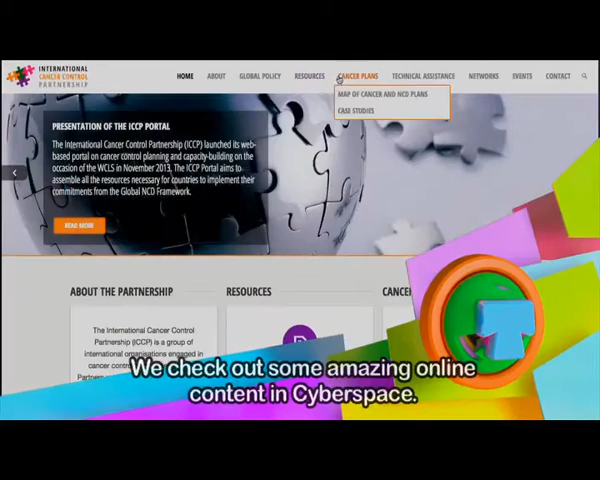 INTERNATIONAL
CANCER CONTROL
PARTNERSHIP
HOME ABOUT GLOBAL POLICY RESOURCES CANCER PLANS TECHNICAL ASSISTANCE NETWORKS EVENTS CONTACT
MAP OF CANCER AND NCD PLANS
CASE STUDIES
PRESENTATION OF THE ICCP PORTAL
The International Cancer Control Partnership (ICCP) launched its web-
based portal on cancer control planning and capacity-building on the
occasion of the WCLS in November 2013. The ICCP Portal aims to
assemble all the resources necessary for countries to implement their
commitments from the Global NCD Framework.
READ MORE
ABOUT THE PARTNERSHIP RESOURCES CANCER
The International Cancer Control
Partnership (ICCP) is a group of
international organisations engaged in
We check out some amazing online
content in Cyberspace.